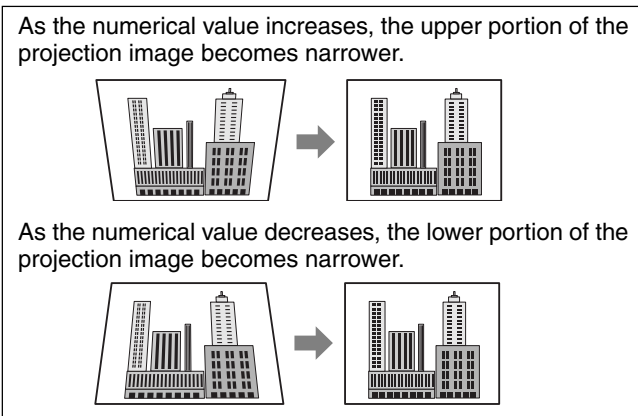 As the numerical value increases, the upper portion of the
projection image becomes narrower.
As the numerical value decreases, the lower portion of the
projection image becomes narrower.